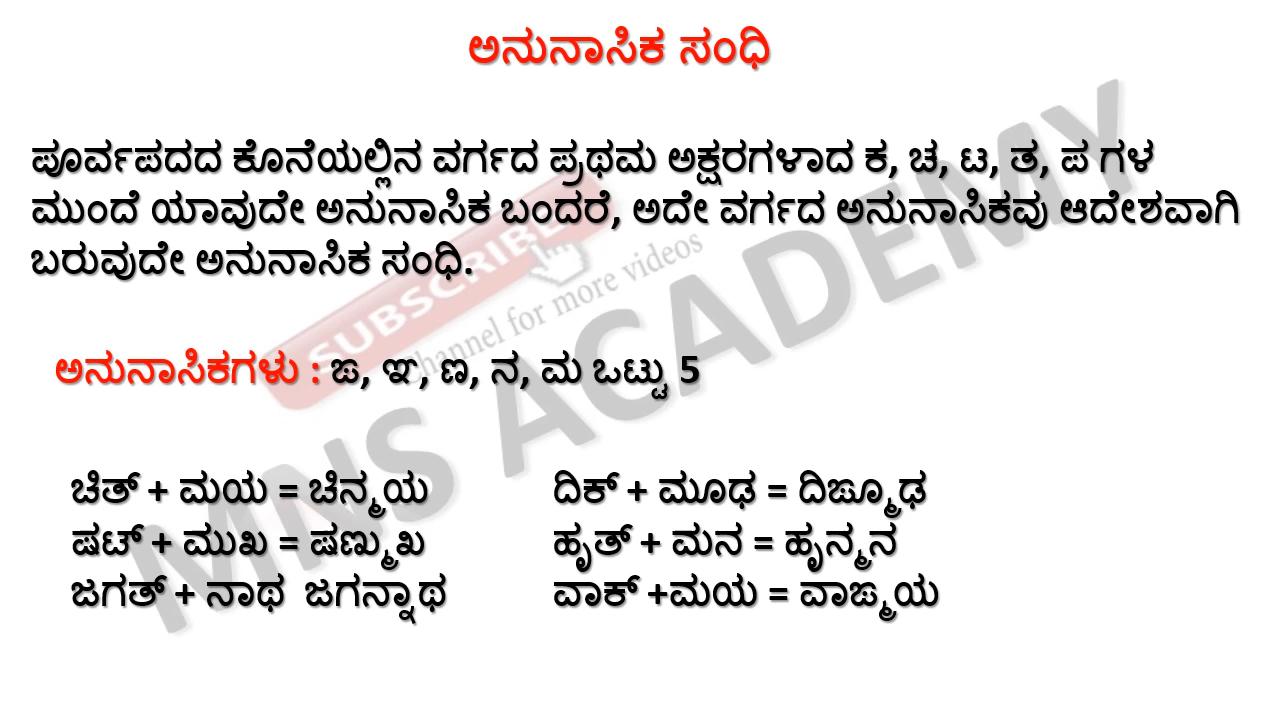 ಅನುನಾಸಿಕ ಸಂಧಿ
ಪೂರ್ವಪದದ ಕೊನೆಯಲ್ಲಿನ ವರ್ಗದ ಪ್ರಥಮ ಅಕ್ಷರಗಳಾದ ಕ, ಚ, ಟ, ತ, ಪ ಗಳ
ಮುಂದೆ ಯಾವುದೇ ಅನುನಾಸಿಕ ಬಂದರೆ, ಅದೇ ವರ್ಗದ ಅನುನಾಸಿಕವು ಆದೇಶವಾಗಿ
ಬರುವುದೇ ಅನುನಾಸಿಕ ಸಂಧಿ.
ಅನುನಾಸಿಕಗಳು : ಙ, ಞ, ಣ, ನ, ಮ ಒಟ್ಟು 5
ಚಿತ್ + ಮಯ = ಚಿನ್ಮಯ
ಷಟ್ + ಮುಖ = ಷಣ್ಮುಖ
ಜಗತ್ + ನಾಥ ಜಗನ್ನಾಥ
ದಿಕ್ + ಮೂಢ = ದಿಙ್ಮೂಢ
ಹೃತ್ + ಮನ = ಹೃನ್ಮನ
ವಾಕ್ +ಮಯ = ವಾಙ್ಮಯ
SUBSCRIBE
Channel for more videos
MNS ACADEMY